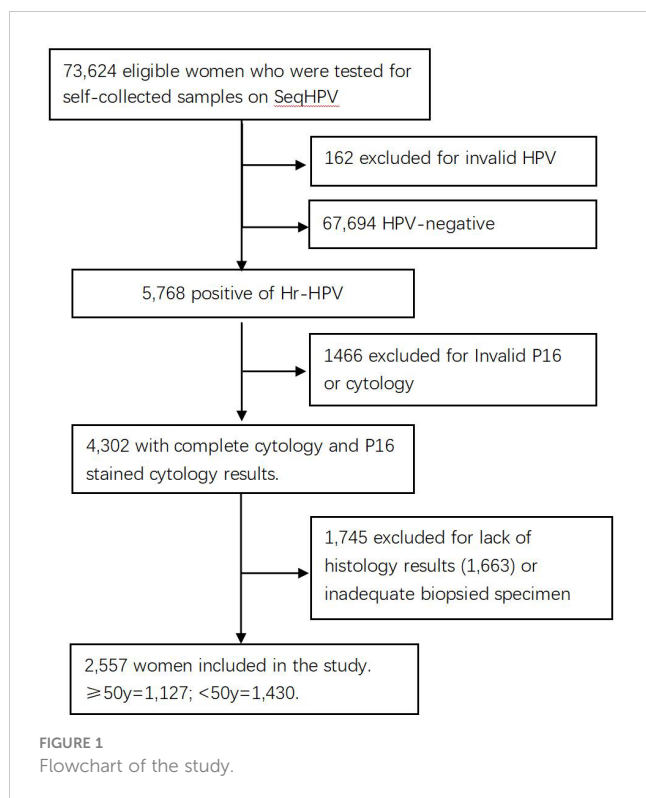 73,624 eligible women who were tested for
self-collected samples on SeqHPV
162 excluded for invalid HPV
67,694 HPV-negative
5,768 positive of Hr-HPV
1466 excluded for Invalid P16
or cytology
4,302 with complete cytology and P16
stained cytology results.
1,745 excluded for lack of
histology results (1,663) or
inadequate biopsied specimen
2,557 women included in the study.
≥50y=1,127; <50y=1,430.
FIGURE 1
Flowchart of the study.